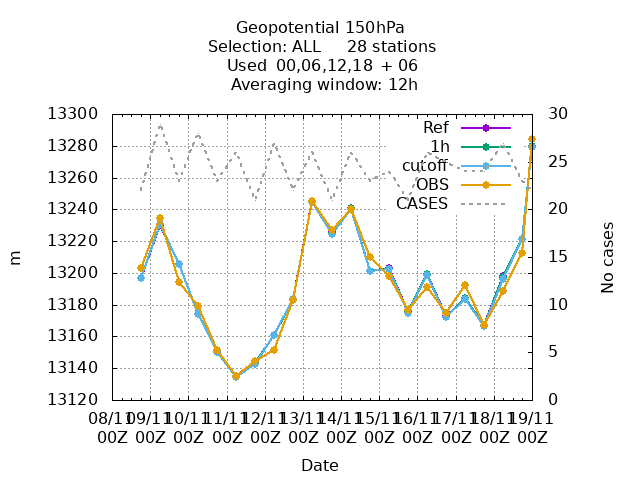 Geopotential 150hPa
Selection: ALL 28 stations
Used 00,06,12,18 + 06
Averaging window: 12h
13300
13280
13260
13240
13220
13200
13180
13160
13140
13120
m
30
25
20
15
10
5
0
No cases
Ref
1h
cutoff
OBS
CASES
08/11 09/11 10/11 11/11 12/11 13/11 14/11 15/11 16/11 17/11 18/11 19/11
00Z 00Z 00Z 00Z 00Z 00Z 00Z 00Z 00Z 00Z 00Z 00Z
Date